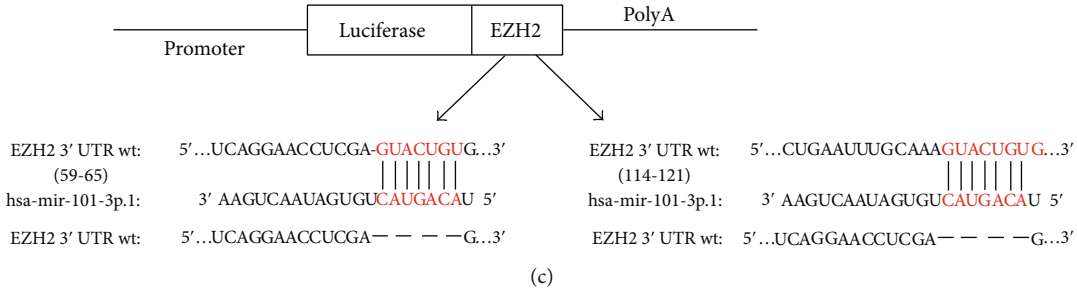 Promoter
Luciferase
EZH2
PolyA
EZH2 3′ UTR wt: 5′...UCAGGAACCUCGA-GUACUGUG...3′
(59-65)
hsa-mir-101-3p.1: 3′ AAGUCAAUAGUGUCAUGACAU 5′
EZH2 3′ UTR wt: 5′...UCAGGAACCUCGA– – – –G...3′
EZH2 3′ UTR wt: 5′...CUGAAUUUGCAAAGUACUGUG...3′
(114-121)
hsa-mir-101-3p.1: 3′ AAGUCAAUAGUGUCAUGACAU 5′
EZH2 3′ UTR wt: 5′...UCAGGAACCUCGA– – – –G...3′
(c)